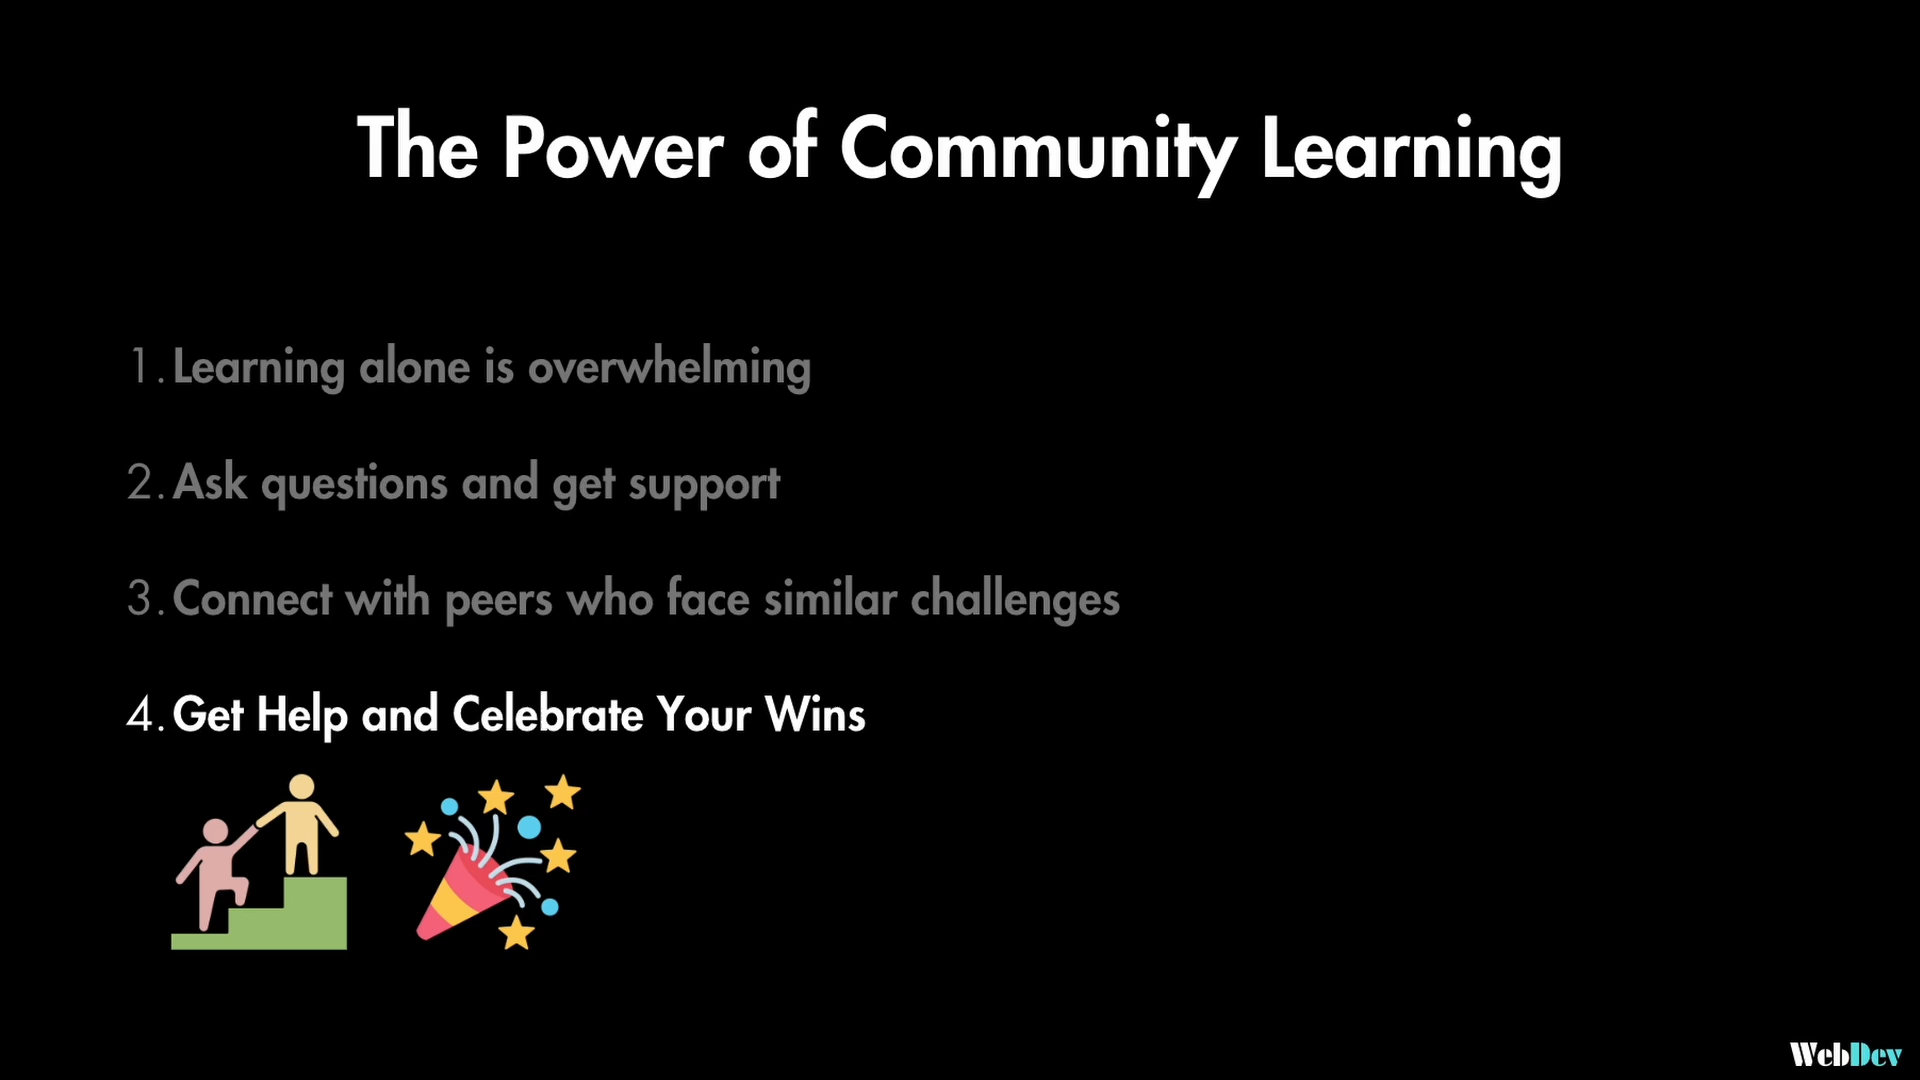 The Power of Community Learning
1. Learning alone is overwhelming
2. Ask questions and get support
3. Connect with peers who face similar challenges
4. Get Help and Celebrate Your Wins
WebDev